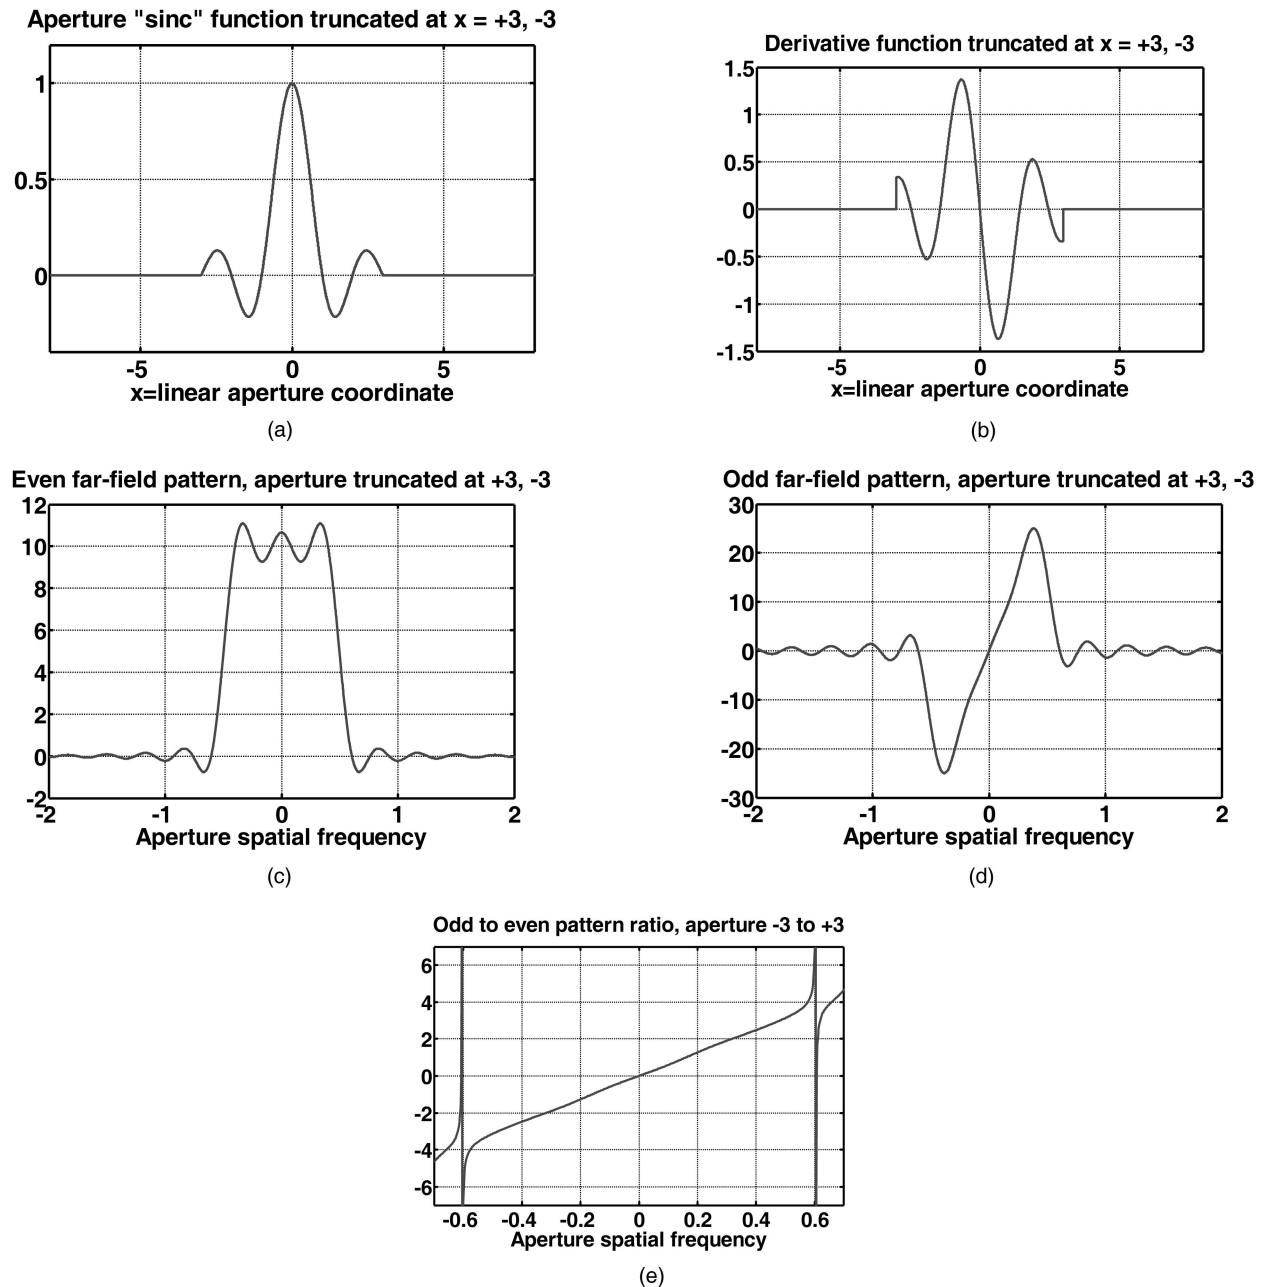 Aperture "sinc" function truncated at x = +3, -3
1
0.5
0
-5 0 5
x=linear aperture coordinate
(a)
Derivative function truncated at x = +3, -3
1.5
1
0.5
0
-0.5
-1
-1.5
-5 0 5
x=linear aperture coordinate
(b)
Even far-field pattern, aperture truncated at +3, -3
12
10
8
6
4
2
0
-2
-2 -1 0 1 2
Aperture spatial frequency
(c)
Odd far-field pattern, aperture truncated at +3, -3
30
20
10
0
-10
-20
-30
-2 -1 0 1 2
Aperture spatial frequency
(d)
Odd to even pattern ratio, aperture -3 to +3
6
4
2
0
-2
-4
-6
-0.6 -0.4 -0.2 0 0.2 0.4 0.6
Aperture spatial frequency
(e)